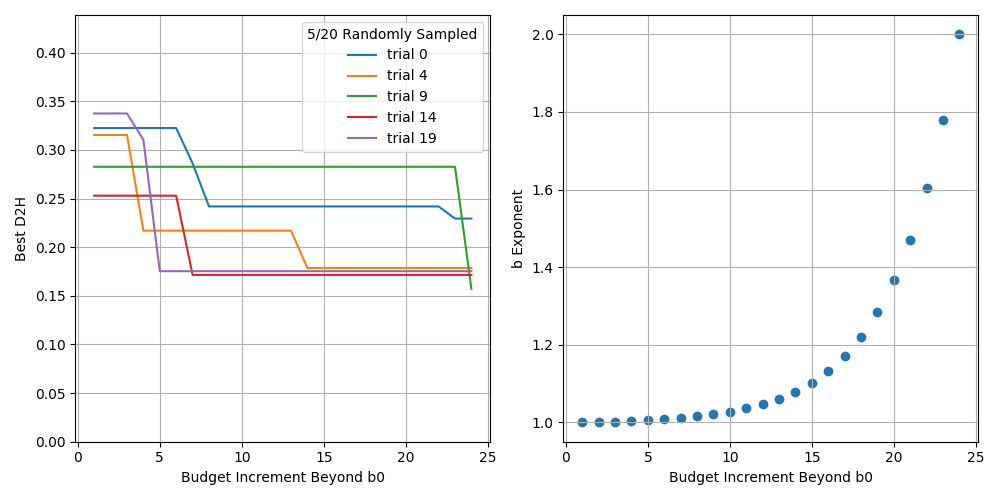 5/20 Randomly Sampled
trial 0
trial 4
trial 9
trial 14
trial 19
0.40
0.35
0.30
0.25
0.20
0.15
0.10
0.05
0.00
Best D2H
0 5 10 15 20 25
Budget Increment Beyond b0
2.0
1.8
1.6
1.4
1.2
1.0
b Exponent
0 5 10 15 20 25
Budget Increment Beyond b0